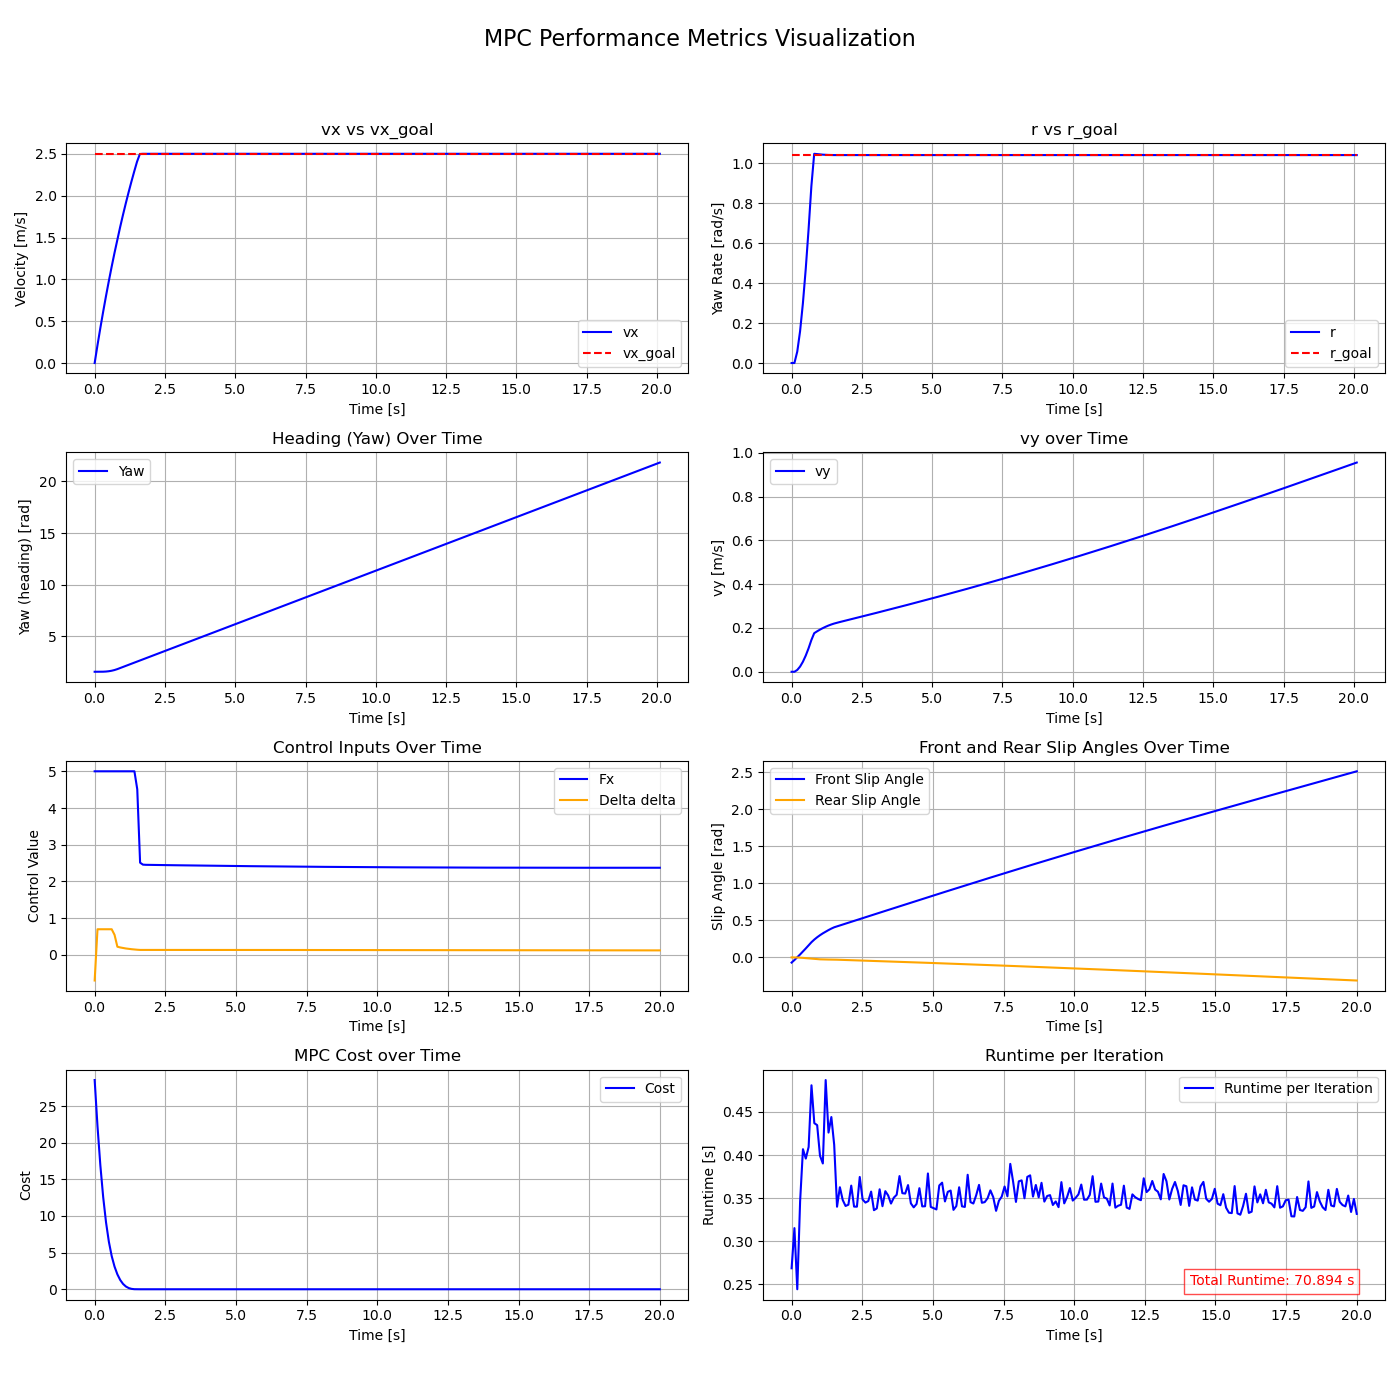 MPC Performance Metrics Visualization
vx vs vx_goal
2.5
2.0
1.5
1.0
0.5
0.0
Velocity [m/s]
vx
vx_goal
0.0 2.5 5.0 7.5 10.0 12.5 15.0 17.5 20.0
Time [s]
r vs r_goal
1.0
0.8
0.6
0.4
0.2
0.0
Yaw Rate [rad/s]
r
r_goal
0.0 2.5 5.0 7.5 10.0 12.5 15.0 17.5 20.0
Time [s]
Heading (Yaw) Over Time
20
15
10
5
Yaw (heading) [rad]
Yaw
0.0 2.5 5.0 7.5 10.0 12.5 15.0 17.5 20.0
Time [s]
vy over Time
1.0
0.8
0.6
0.4
0.2
0.0
vy [m/s]
vy
0.0 2.5 5.0 7.5 10.0 12.5 15.0 17.5 20.0
Time [s]
Control Inputs Over Time
5
4
3
2
1
0
Control Value
Fx
Delta delta
0.0 2.5 5.0 7.5 10.0 12.5 15.0 17.5 20.0
Time [s]
Front and Rear Slip Angles Over Time
2.5
2.0
1.5
1.0
0.5
0.0
Slip Angle [rad]
Front Slip Angle
Rear Slip Angle
0.0 2.5 5.0 7.5 10.0 12.5 15.0 17.5 20.0
Time [s]
MPC Cost over Time
25
20
15
10
5
0
Cost
Cost
0.0 2.5 5.0 7.5 10.0 12.5 15.0 17.5 20.0
Time [s]
Runtime per Iteration
0.45
0.40
0.35
0.30
0.25
Runtime [s]
Runtime per Iteration
Total Runtime: 70.894 s
0.0 2.5 5.0 7.5 10.0 12.5 15.0 17.5 20.0
Time [s]